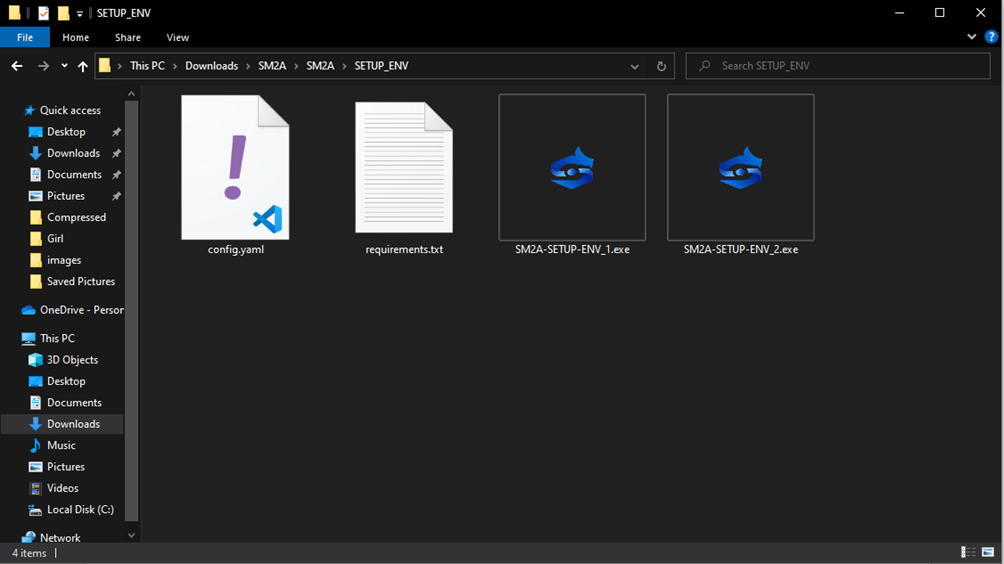 SETUP_ENV
File Home Share View
This PC Downloads SM2A SM2A SETUP_ENV
Search SETUP_ENV
Quick access
Desktop
Downloads
Documents
Pictures
Compressed
Girl
images
Saved Pictures
OneDrive - Person
This PC
3D Objects
Desktop
Documents
Downloads
Music
Pictures
Videos
Local Disk (C:)
Network
config.yaml
requirements.txt
SM2A-SETUP-ENV_1.exe
SM2A-SETUP-ENV_2.exe
4 items